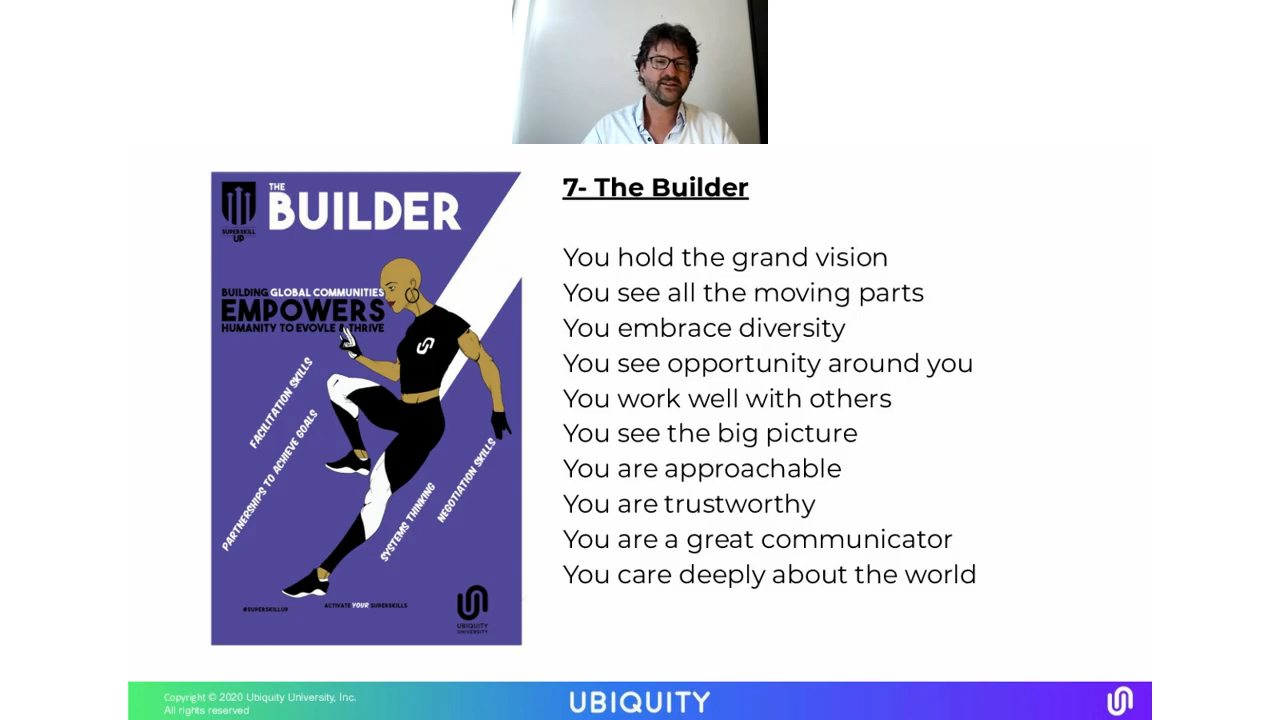 7- The Builder
THE
BUILDER
SUPERSKILL
UP
BUILDING GLOBAL COMMUNITIES
EMPOWERS
HUMANITY TO EVOVLE & THRIVE
FACILITATION SKILLS
PARTNERSHIPS TO ACHIEVE GOALS
SYSTEMS THINKING
NEGOTIATION SKILLS
#SUPERSKILLUP
ACTIVATE YOUR SUPERSKILLS
UBIQUITY
UNIVERSITY
You hold the grand vision
You see all the moving parts
You embrace diversity
You see opportunity around you
You work well with others
You see the big picture
You are approachable
You are trustworthy
You are a great communicator
You care deeply about the world
Copyright © 2020 Ubiquity University, Inc.
All rights reserved
UBIQUITY